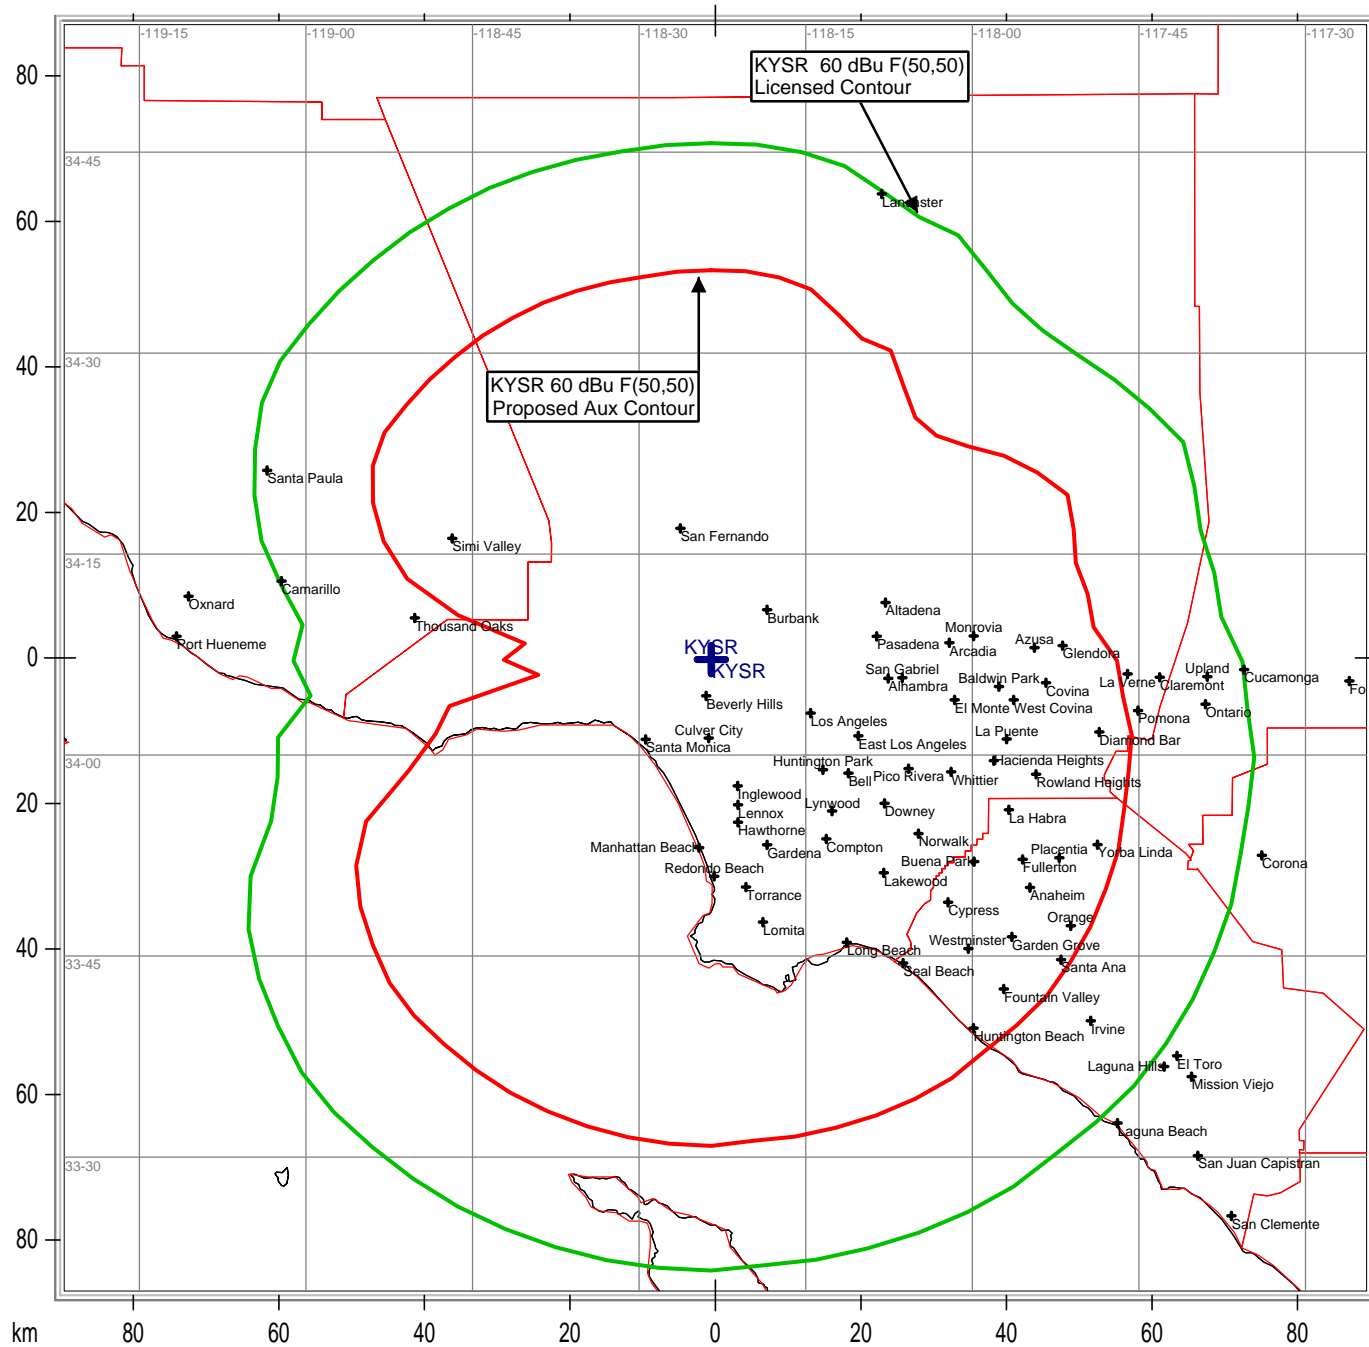 -119-15
-119-00
-118-45
-118-30
-118-15
-118-00
-117-45
-117-30
KYSR  60 dBu F(50,50)
Licensed Contour
80
34-45
Lancaster
60
34-30
40
KYSR 60 dBu F(50,50)
Proposed Aux Contour
Santa Paula
20
San Fernando
Simi Valley
34-15
Camarillo
Oxnard
Thousand Oaks
Port Hueneme
Burbank
Altadena
Monrovia
Pasadena
Arcadia
Azusa
Glendora
KYSR
KYSR
0
San Gabriel
Alhambra
Baldwin Park
Covina
La Verne
Claremont
Upland
Cucamonga
Fo
Beverly Hills
El Monte
West Covina
Pomona
Ontario
Los Angeles
Culver City
Santa Monica
East Los Angeles
La Puente
Diamond Bar
34-00
Huntington Park
Bell
Pico Rivera
Whittier
Hacienda Heights
Rowland Heights
Inglewood
20
Lennox
Lynwood
Downey
La Habra
Hawthorne
Manhattan Beach
Gardena
Compton
Norwalk
Placentia
Yorba Linda
Corona
Redondo Beach
Buena Park
Fullerton
Torrance
Lakewood
Anaheim
Cypress
Lomita
Orange
40
Long Beach
Westminster
Garden Grove
33-45
Seal Beach
Santa Ana
Fountain Valley
Huntington Beach
Irvine
Laguna Hills
El Toro
Mission Viejo
60
Laguna Beach
33-30
San Juan Capistran
San Clemente
80
km
80
60
40
20
0
20
40
60
80